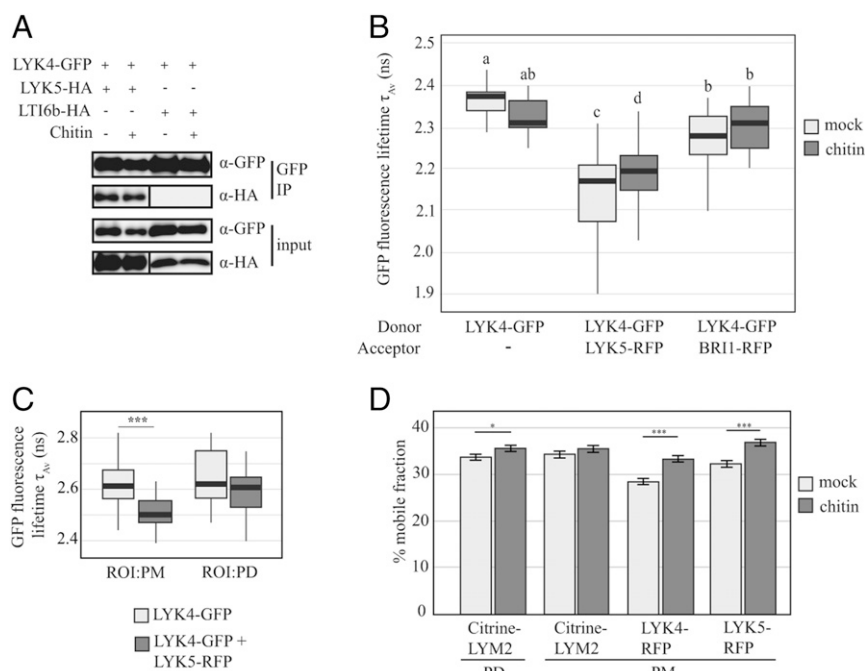 A
LYK4-GFP + + + +
LYK5-HA + + - -
LTI6b-HA - - + +
Chitin - + - +
α-GFP
α-HA
GFP
IP
α-GFP
α-HA
input
B
GFP fluorescence lifetime τAv (ns)
2.5
2.4
2.3
2.2
2.1
2.0
1.9
a
ab
c
d
b
b
mock
chitin
Donor LYK4-GFP LYK4-GFP LYK4-GFP
Acceptor - LYK5-RFP BRI1-RFP
C
GFP fluorescence
lifetime τAv (ns)
2.8
2.6
2.4
***
ROI:PM ROI:PD
LYK4-GFP
LYK4-GFP +
LYK5-RFP
D
% mobile fraction
40
30
20
10
0
*
***
***
mock
chitin
Citrine- Citrine- LYK4- LYK5-
LYM2 LYM2 RFP RFP
PD PM